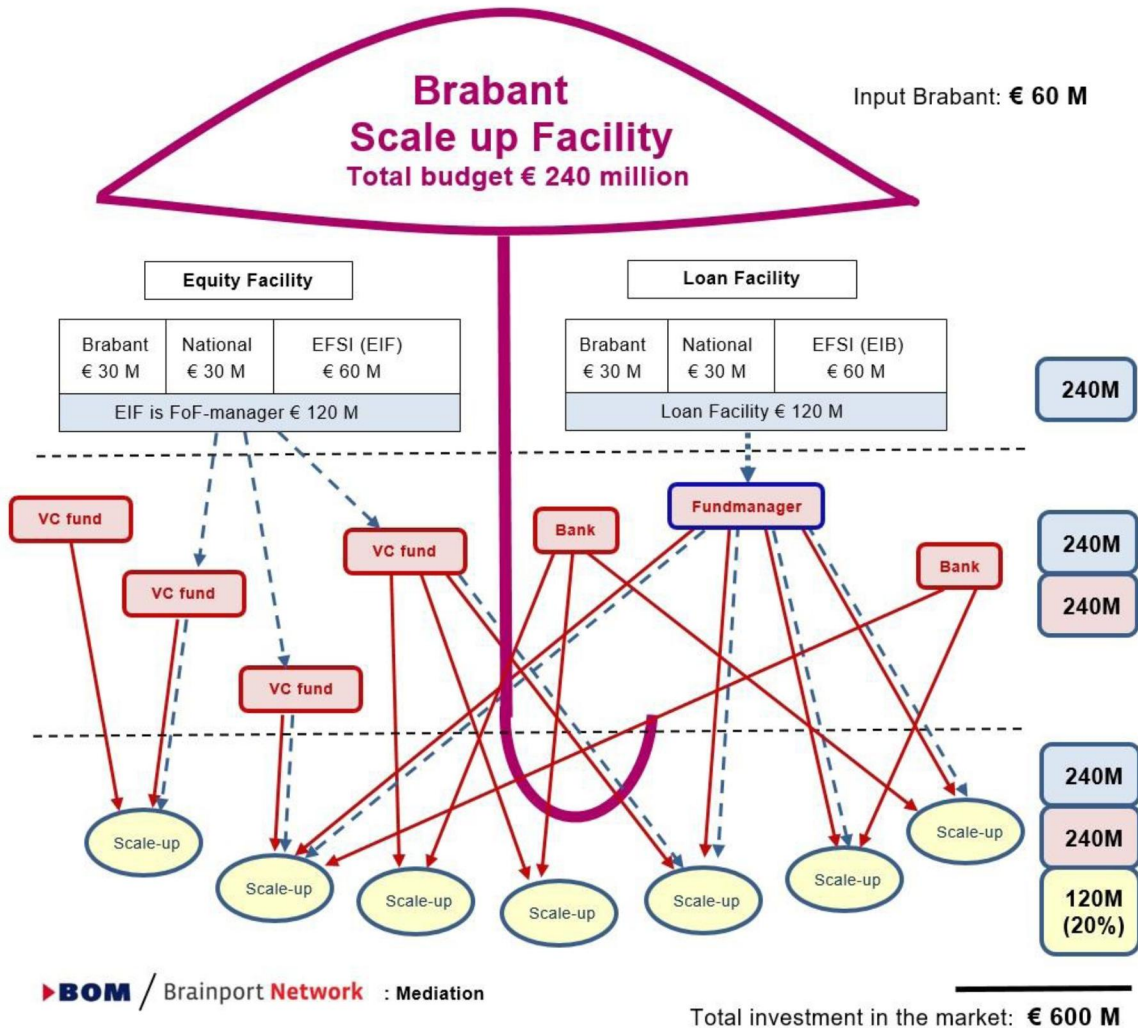 Brabant
Scale up Facility
Total budget € 240 million
Input Brabant: € 60 M
Equity Facility
Loan Facility
Brabant
€ 30 M
National
€ 30 M
EFSI (EIF)
€ 60 M
EIF is FoF-manager € 120 M
Brabant
€ 30 M
National
€ 30 M
EFSI (EIB)
€ 60 M
Loan Facility € 120 M
240M
VC fund
VC fund
VC fund
VC fund
Bank
Fundmanager
Bank
240M
240M
Scale-up
Scale-up
Scale-up
Scale-up
Scale-up
Scale-up
Scale-up
240M
240M
120M
(20%)
BOM / Brainport Network : Mediation
Total investment in the market: € 600 M